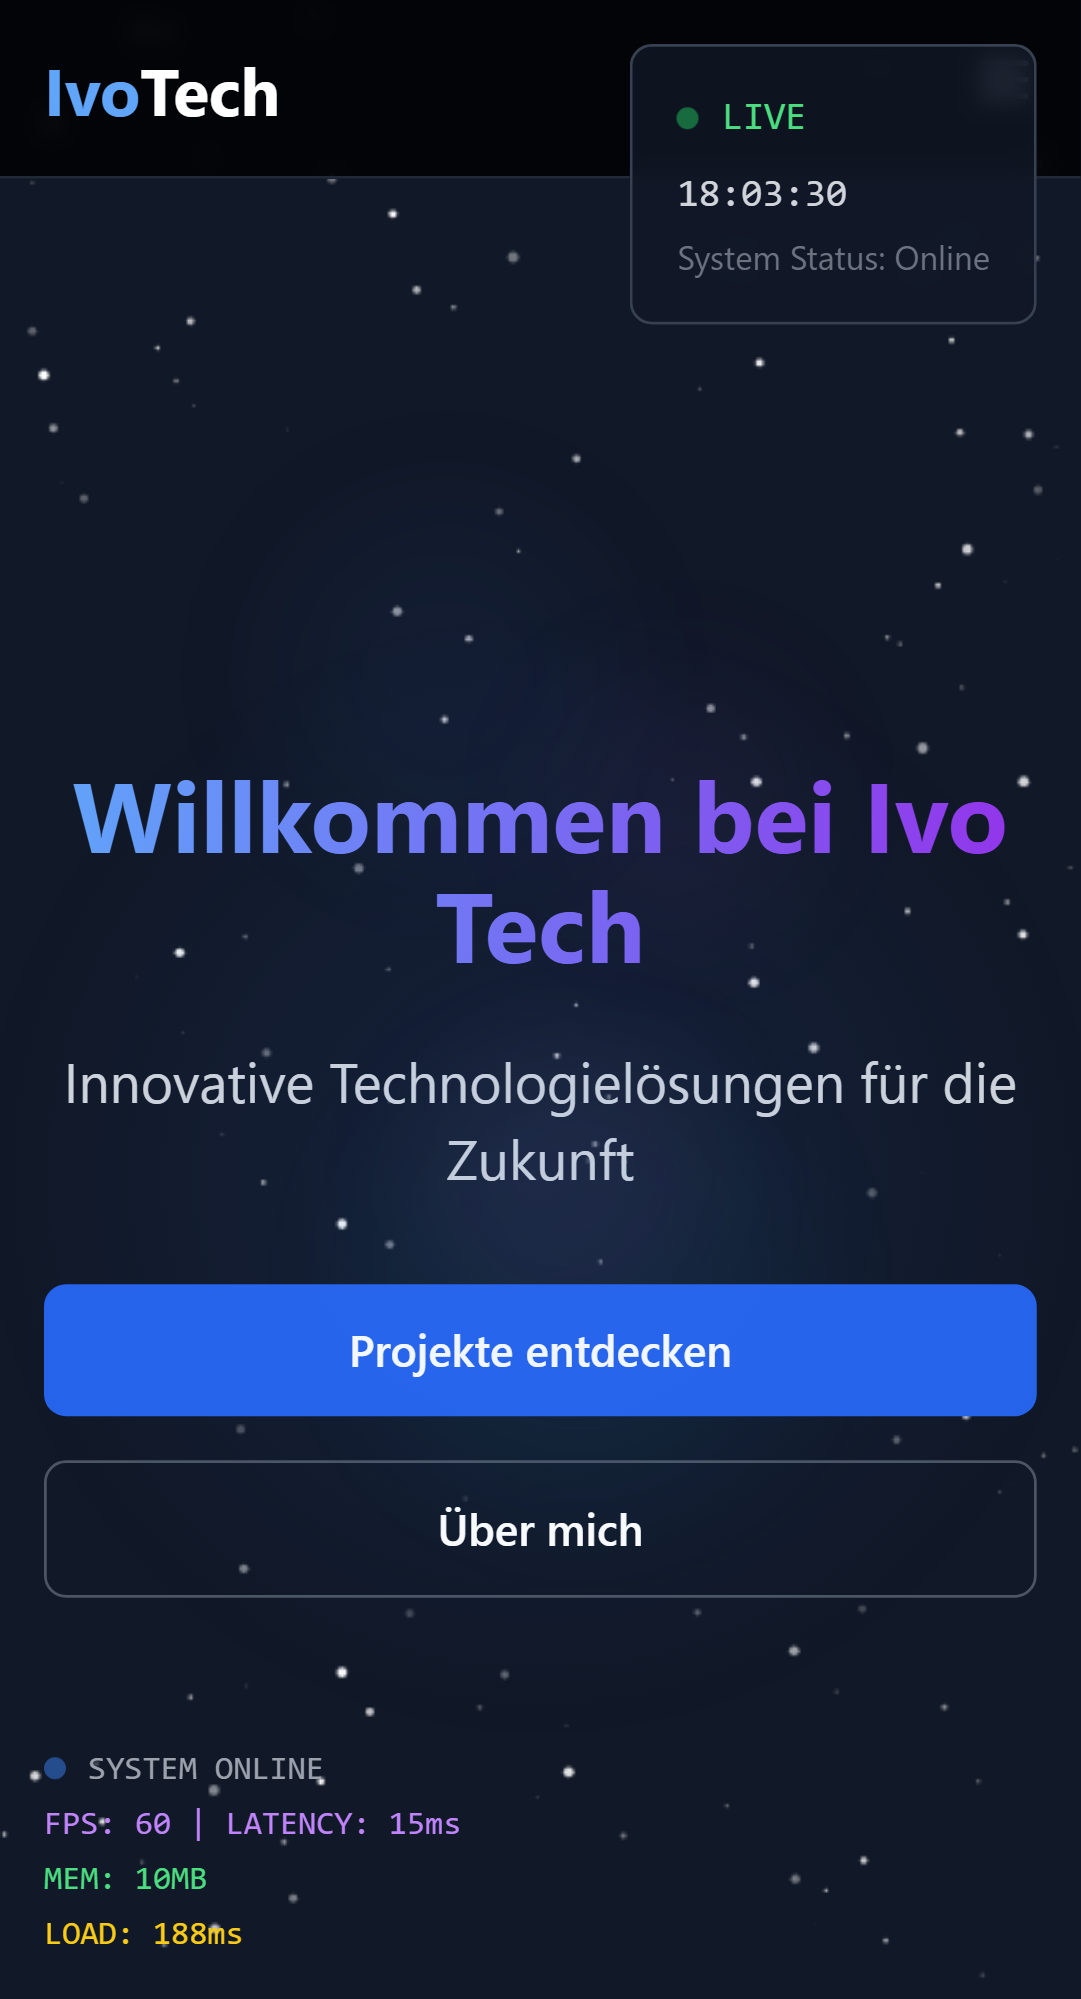 IvoTech
LIVE
18:03:30
System Status: Online
Willkommen bei Ivo
Tech
Innovative Technologielösungen für die
Zukunft
Projekte entdecken
Über mich
SYSTEM ONLINE
FPS: 60 | LATENCY: 15ms
MEM: 10MB
LOAD: 188ms